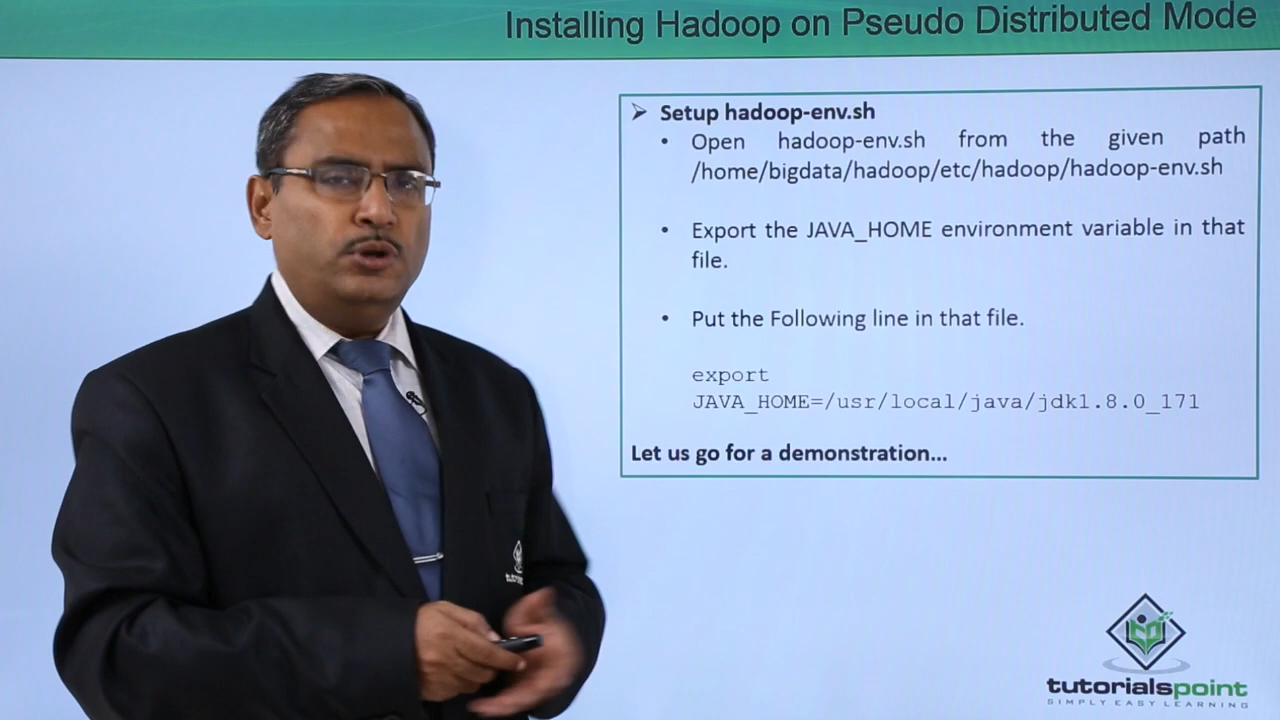 Installing Hadoop on Pseudo Distributed Mode
➢ Setup hadoop-env.sh
• Open hadoop-env.sh from the given path
/home/bigdata/hadoop/etc/hadoop/hadoop-env.sh
• Export the JAVA_HOME environment variable in that
file.
• Put the Following line in that file.
export
JAVA_HOME=/usr/local/java/jdk1.8.0_171
Let us go for a demonstration...
tutorialspoint
SIMPLY EASY LEARNING